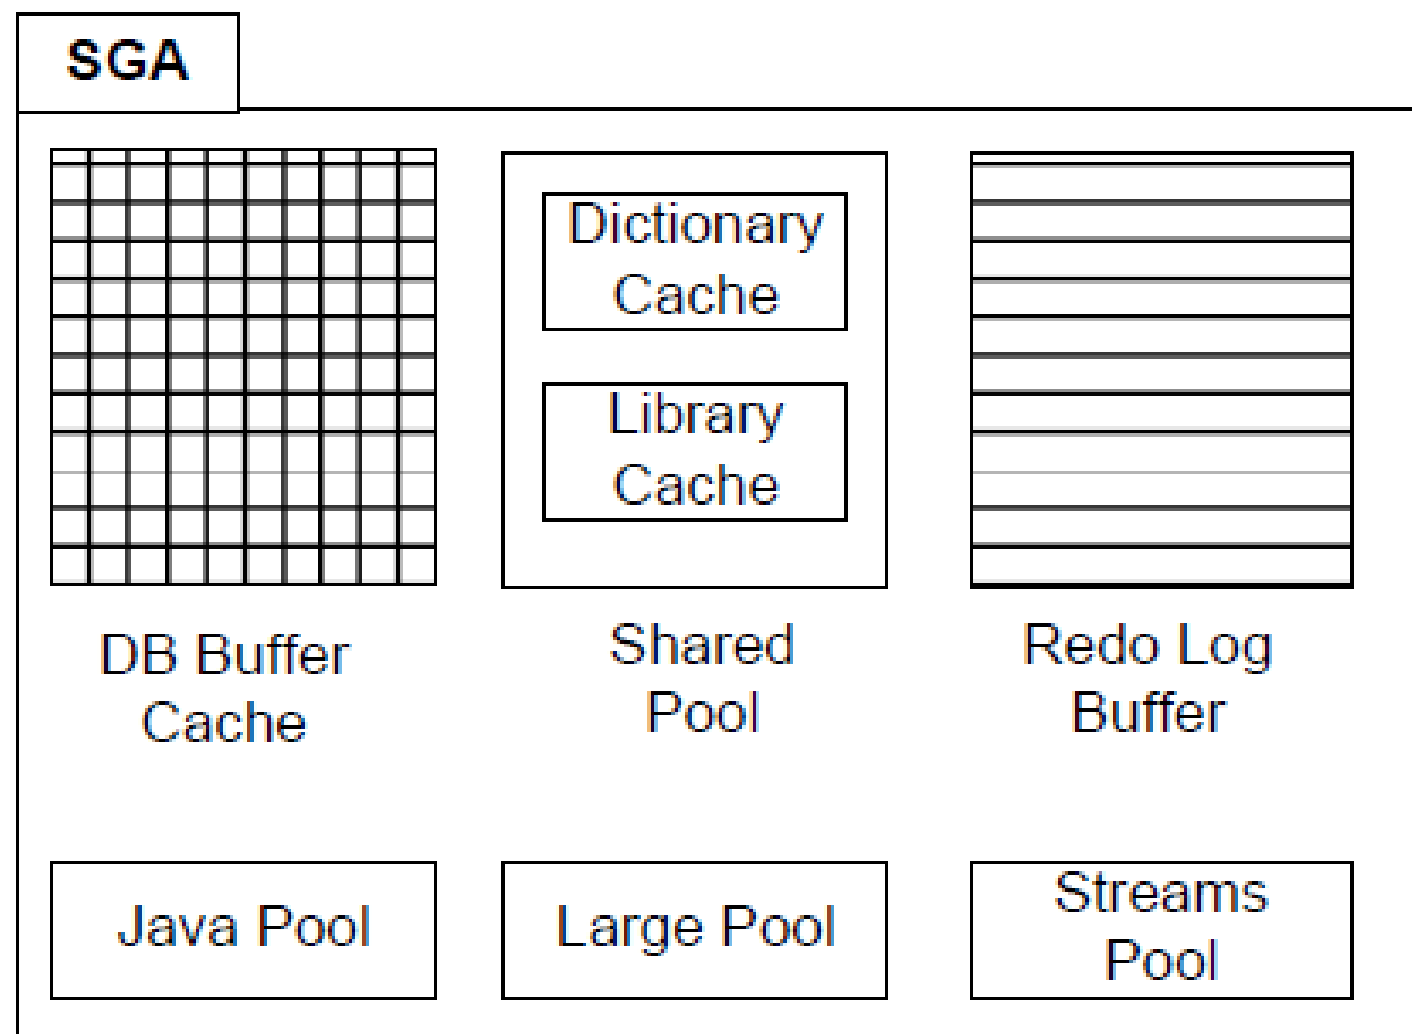 SGA
Dictionary
Cache
Library
Cache
DB Buffer
Cache
Shared
Pool
Redo Log
Buffer
Java Pool
Large Pool
Streams
Pool